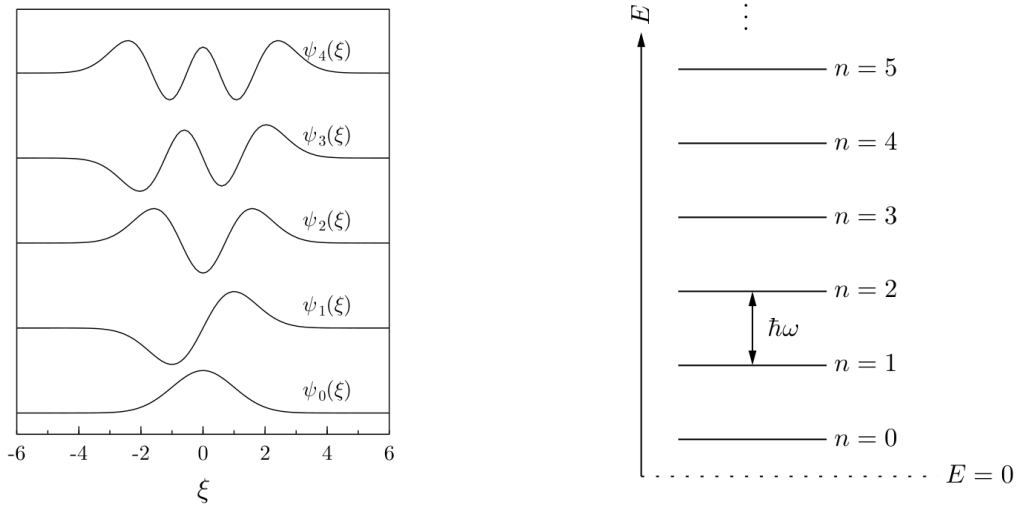 ψ₄(ξ)
ψ₃(ξ)
ψ₂(ξ)
ψ₁(ξ)
ψ₀(ξ)
-6 -4 -2 0 2 4 6
ξ
E
⋮
n = 5
n = 4
n = 3
n = 2
ħω
n = 1
n = 0
E = 0